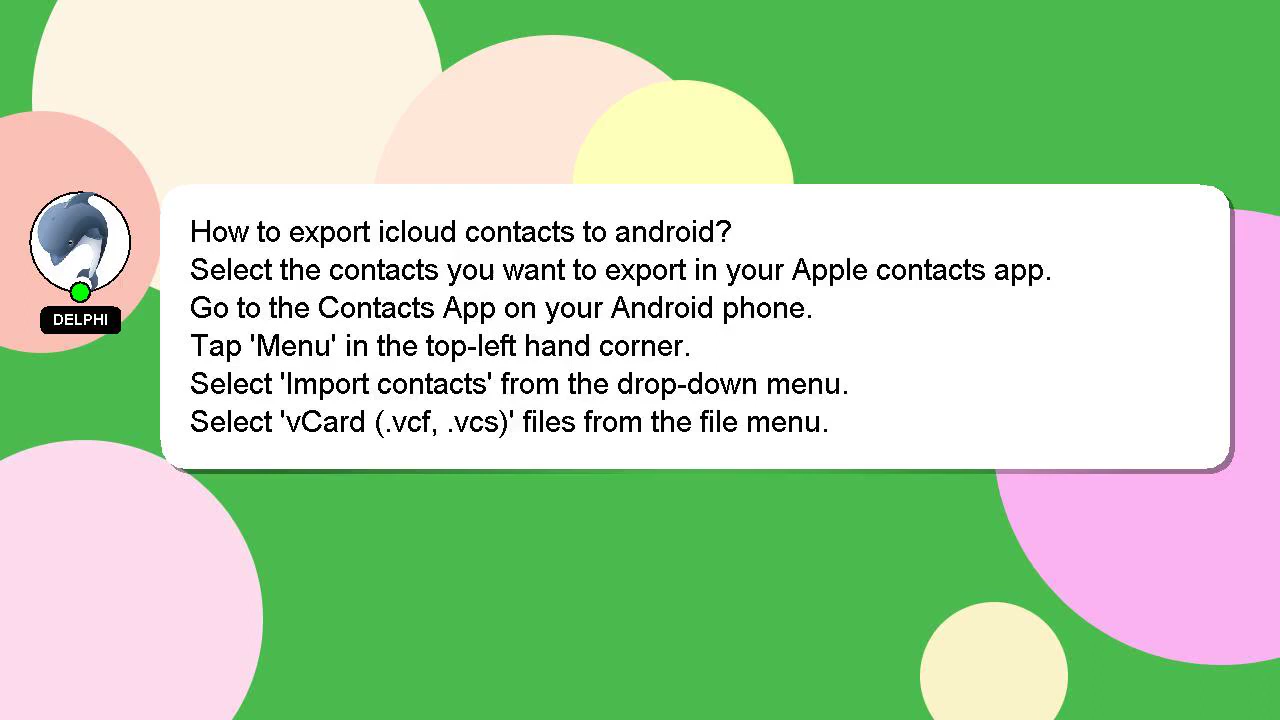 How to export icloud contacts to android?
Select the contacts you want to export in your Apple contacts app.
Go to the Contacts App on your Android phone.
Tap 'Menu' in the top-left hand corner.
Select 'Import contacts' from the drop-down menu.
Select 'vCard (.vcf, .vcs)' files from the file menu.
DELPHI